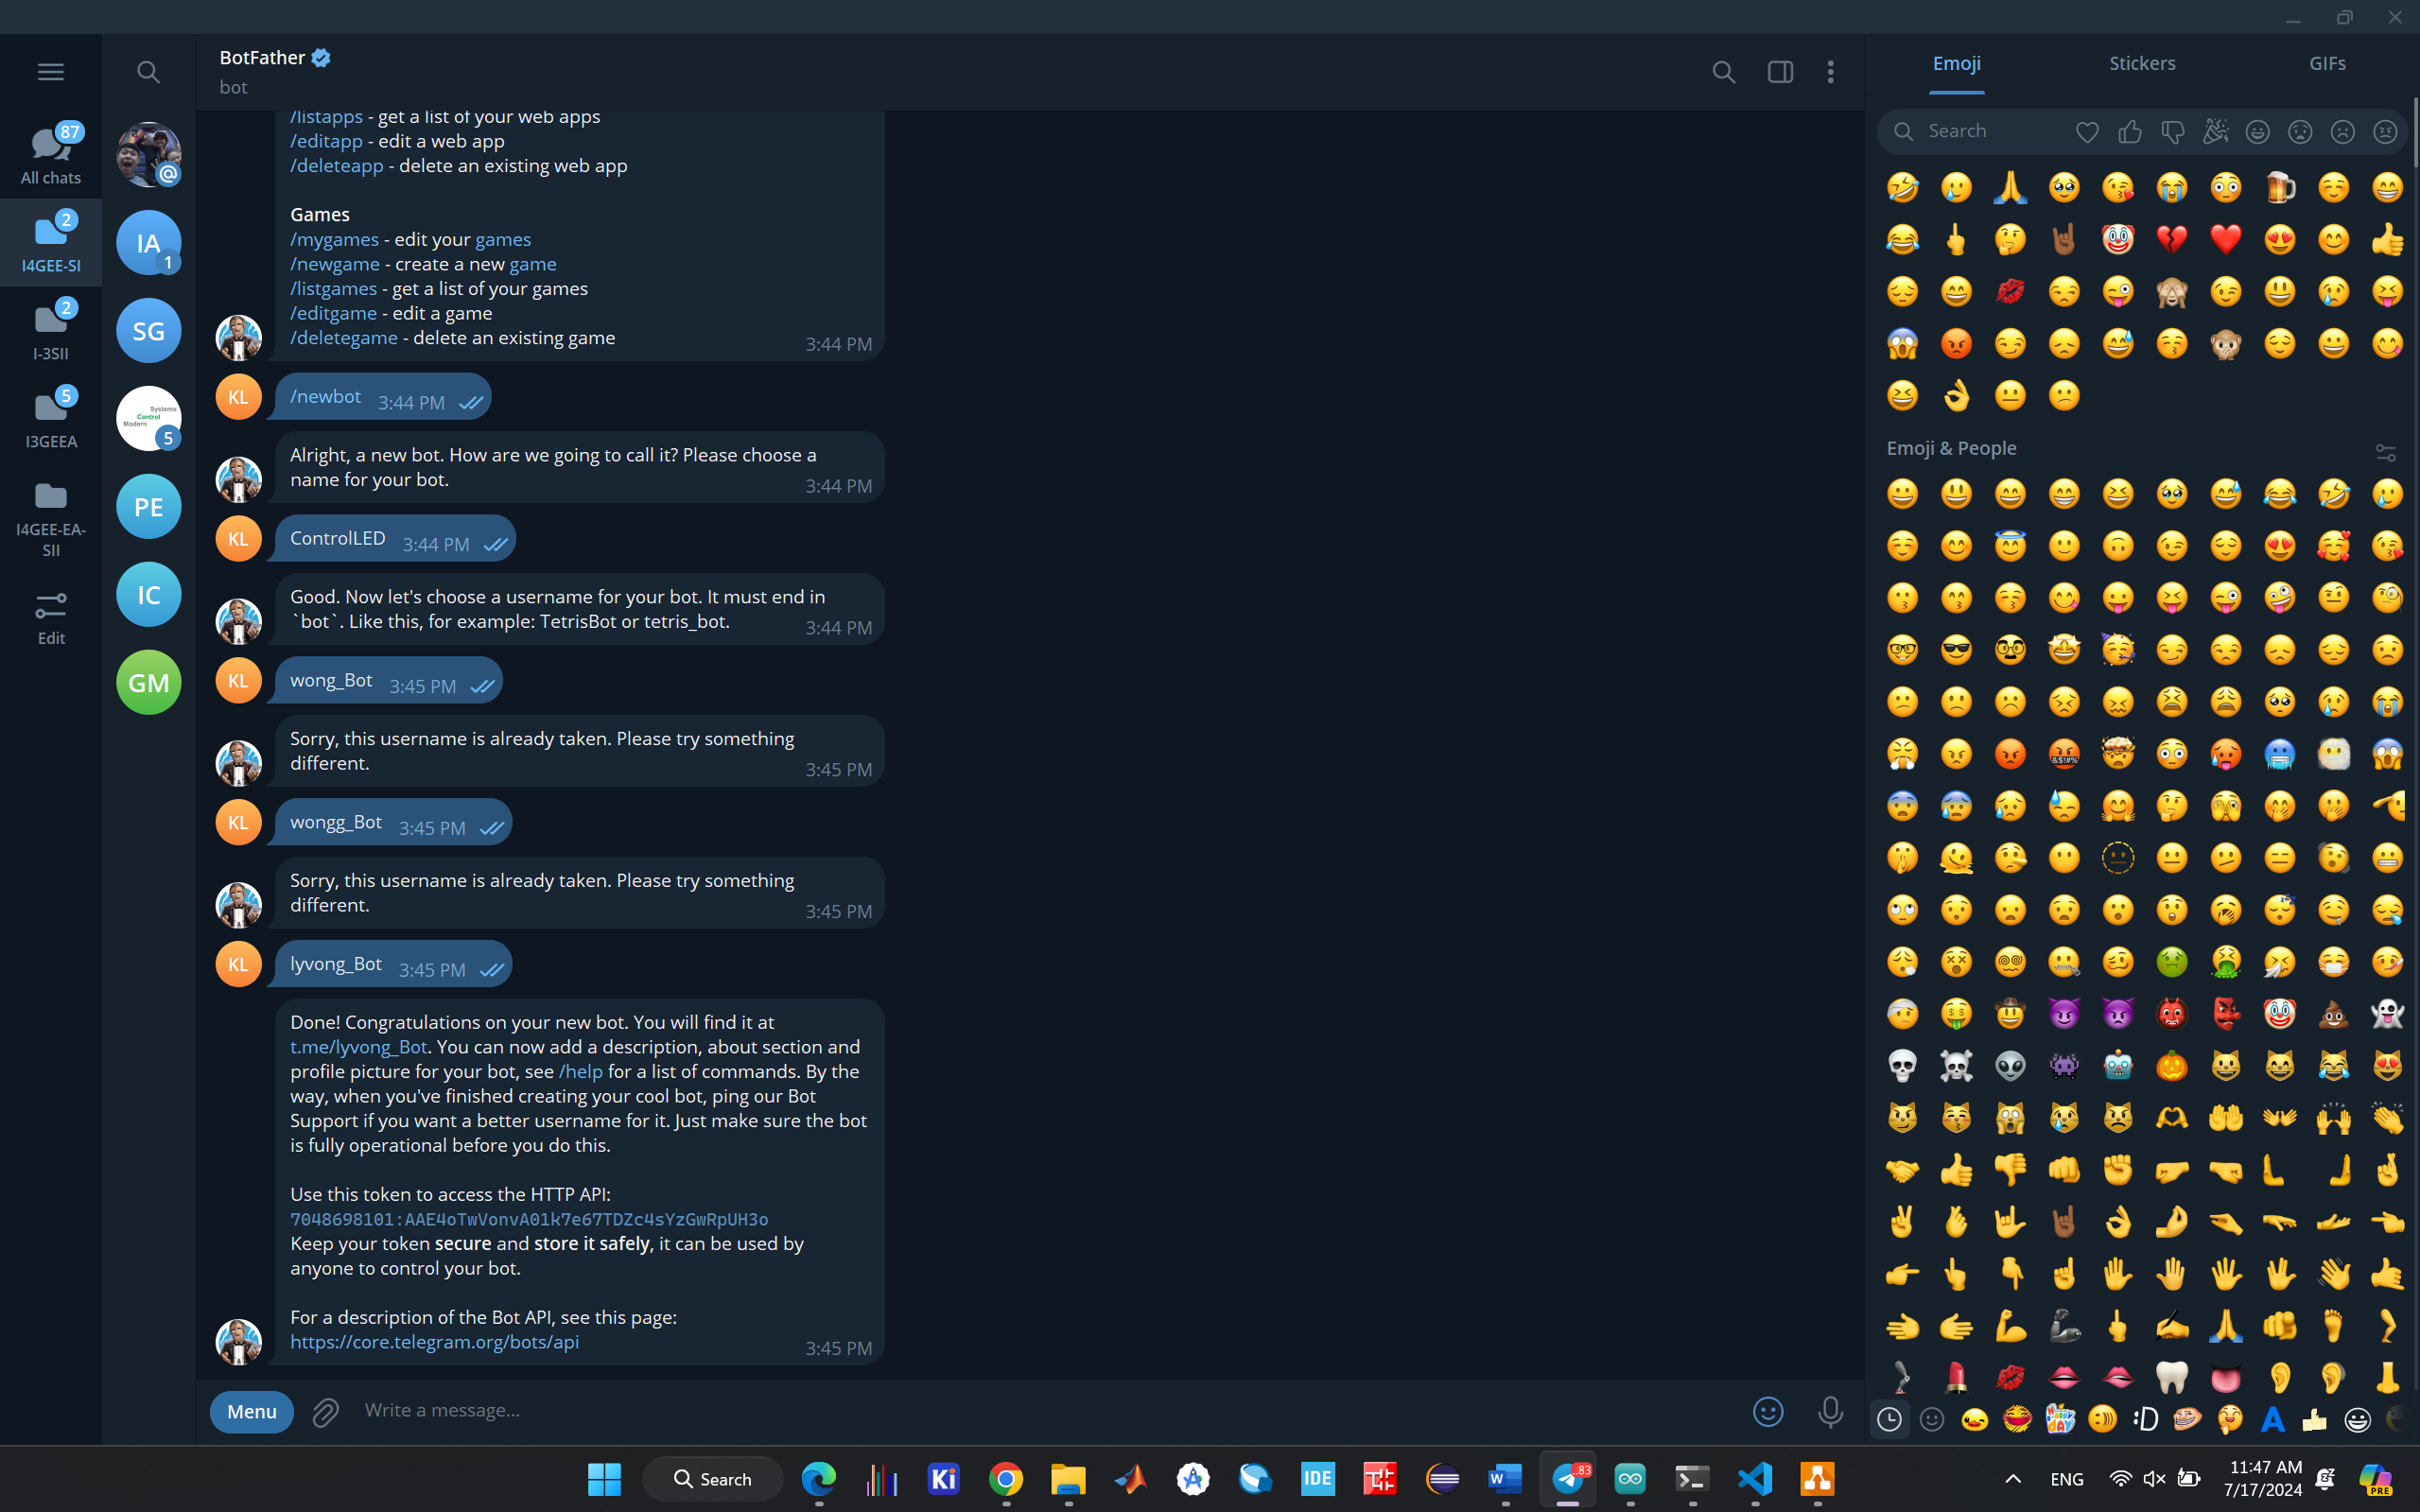 BotFather
bot
Emoji
Stickers
GIFs
Search
87
All chats
2
I4GEE-SI
2
I-3SII
5
I3GEEA
I4GEE-EA-
SII
Edit
IA
1
SG
Systems
Control
Modern
5
PE
IC
GM
/listapps - get a list of your web apps
/editapp - edit a web app
/deleteapp - delete an existing web app
Games
/mygames - edit your games
/newgame - create a new game
/listgames - get a list of your games
/editgame - edit a game
/deletegame - delete an existing game
3:44 PM
KL
/newbot 3:44 PM
Alright, a new bot. How are we going to call it? Please choose a
name for your bot.
3:44 PM
KL
ControlLED 3:44 PM
Good. Now let's choose a username for your bot. It must end in
`bot`. Like this, for example: TetrisBot or tetris_bot.
3:44 PM
KL
wong_Bot 3:45 PM
Sorry, this username is already taken. Please try something
different.
3:45 PM
KL
wongg_Bot 3:45 PM
Sorry, this username is already taken. Please try something
different.
3:45 PM
KL
lyvong_Bot 3:45 PM
Done! Congratulations on your new bot. You will find it at
t.me/lyvong_Bot. You can now add a description, about section and
profile picture for your bot, see /help for a list of commands. By the
way, when you've finished creating your cool bot, ping our Bot
Support if you want a better username for it. Just make sure the bot
is fully operational before you do this.
Use this token to access the HTTP API:
7048698101:AAE4oTwVonvA01k7e67TDZc4sYzGwRpUH3o
Keep your token secure and store it safely, it can be used by
anyone to control your bot.
For a description of the Bot API, see this page:
https://core.telegram.org/bots/api
3:45 PM
Menu
Write a message...
Emoji & People
Search
Ki
IDE
W
..83
ENG
11:47 AM
7/17/2024
PRE